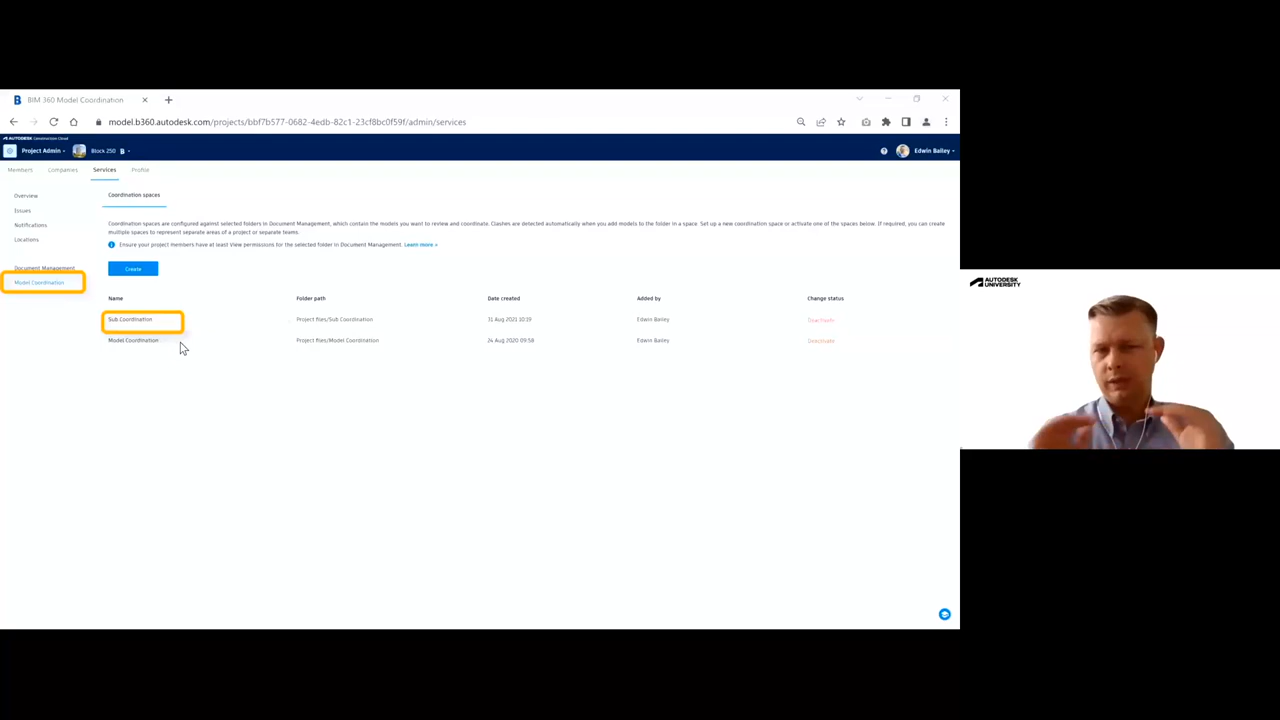 BIM 360 Model Coordination
model.b360.autodesk.com/projects/bbf7b577-0682-4edb-82c1-23cf8bc0f59f/admin/services
AUTODESK Construction Cloud
Project Admin
Block 250
B
Edwin Bailey
Members
Companies
Services
Profile
Overview
Issues
Notifications
Locations
Document Management
Model Coordination
Coordination spaces
Coordination spaces are configured against selected folders in Document Management, which contain the models you want to review and coordinate. Clashes are detected automatically when you add models to the folder in a space. Set up a new coordination space or activate one of the spaces below. If required, you can create
multiple spaces to represent separate areas of a project or separate teams.
Ensure your project members have at least View permissions for the selected folder in Document Management. Learn more »
Create
Name Folder path Date created Added by Change status
Sub Coordination Project files/Sub Coordination 31 Aug 2021 10:39 Edwin Bailey Deactivate
Model Coordination Project files/Model Coordination 24 Aug 2020 09:58 Edwin Bailey Deactivate
AUTODESK
UNIVERSITY